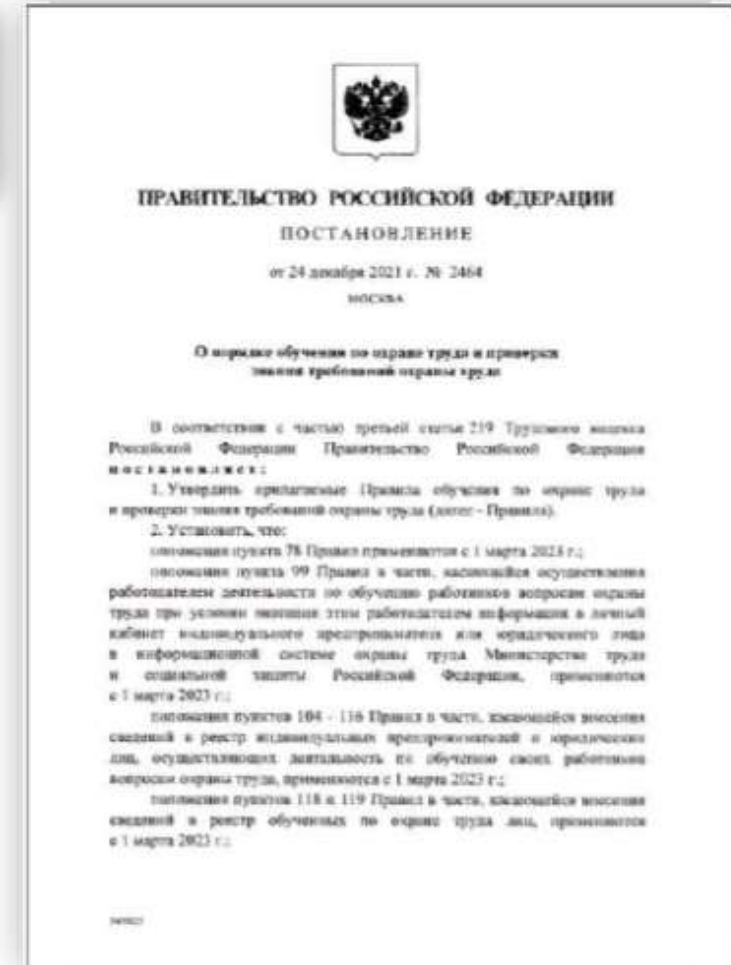 ПРАВИТЕЛЬСТВО РОССИЙСКОЙ ФЕДЕРАЦИИ
ПОСТАНОВЛЕНИЕ
от 24 декабря 2021 г. № 2464
МОСКВА
О порядке обучения по охране труда и проверки
знания требований охраны труда
В соответствии с частью третьей статьи 219 Трудового кодекса
Российской Федерации Правительство Российской Федерации
постановляет:
1. Утвердить прилагаемые Правила обучения по охране труда
и проверки знания требований охраны труда (далее - Правила).
2. Установить, что:
положения пункта 78 Правил применяются с 1 марта 2023 г.;
положения пункта 99 Правил в части, касающейся осуществления
работодателем деятельности по обучению работников вопросам охраны
труда при условии внесения этим работодателем информации в личный
кабинет индивидуального предпринимателя или юридического лица
в информационной системе охраны труда Министерства труда
и социальной защиты Российской Федерации, применяются
с 1 марта 2023 г.;
положения пунктов 104 - 116 Правил в части, касающейся внесения
сведений в реестр индивидуальных предпринимателей и юридических
лиц, осуществляющих деятельность по обучению своих работников
вопросам охраны труда, применяются с 1 марта 2023 г.;
положения пунктов 118 и 119 Правил в части, касающейся внесения
сведений в реестр обученных по охране труда лиц, применяются
с 1 марта 2023 г.;